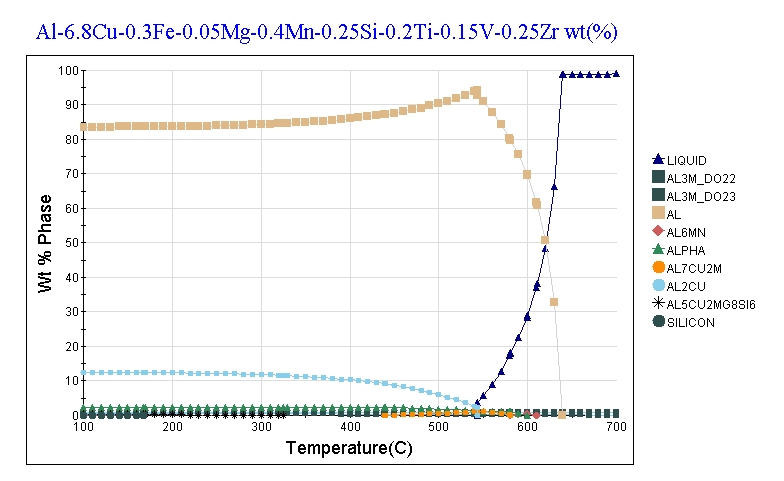 Al-6.8Cu-0.3Fe-0.05Mg-0.4Mn-0.25Si-0.2Ti-0.15V-0.25Zr wt(%)
100
90
80
70
60
50
40
30
20
10
0
Wt % Phase
100 200 300 400 500 600 700
Temperature(C)
LIQUID
AL3M_DO22
AL3M_DO23
AL
AL6MN
ALPHA
AL7CU2M
AL2CU
AL5CU2MG8SI6
SILICON